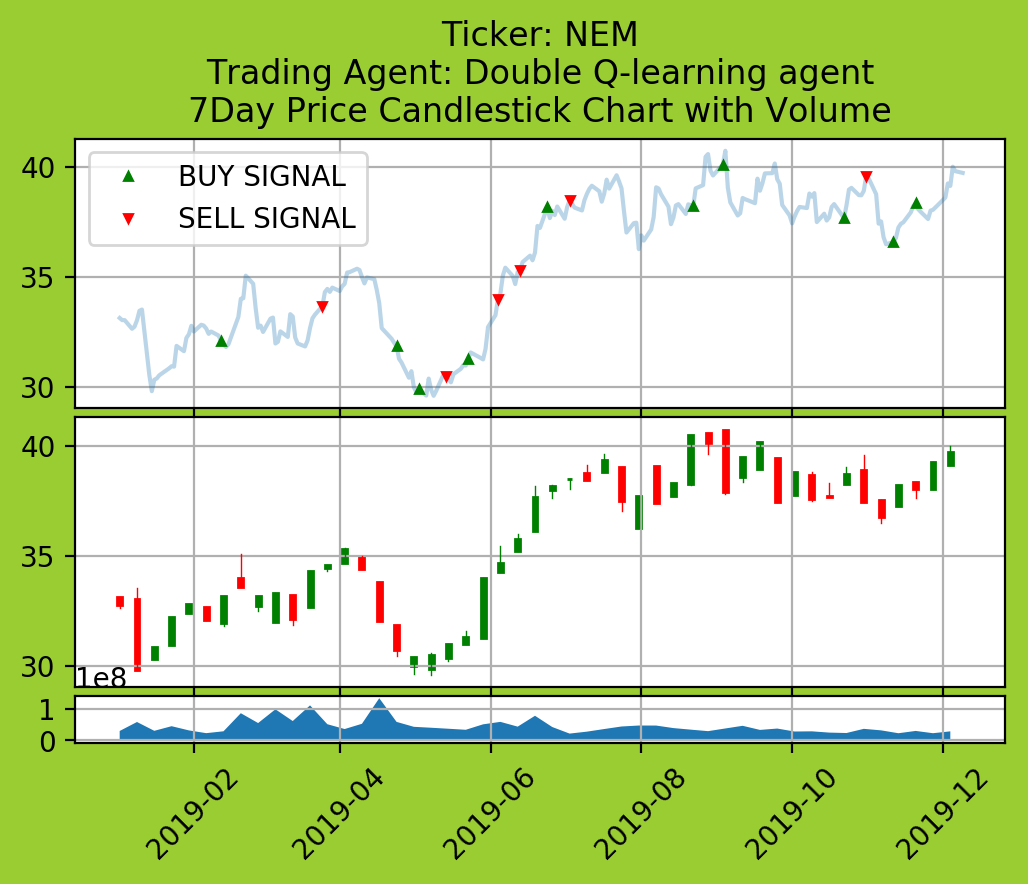 Ticker: NEM
Trading Agent: Double Q-learning agent
7Day Price Candlestick Chart with Volume
40
35
30
BUY SIGNAL
SELL SIGNAL
40
35
30
1e8
1
0
2019-02
2019-04
2019-06
2019-08
2019-10
2019-12